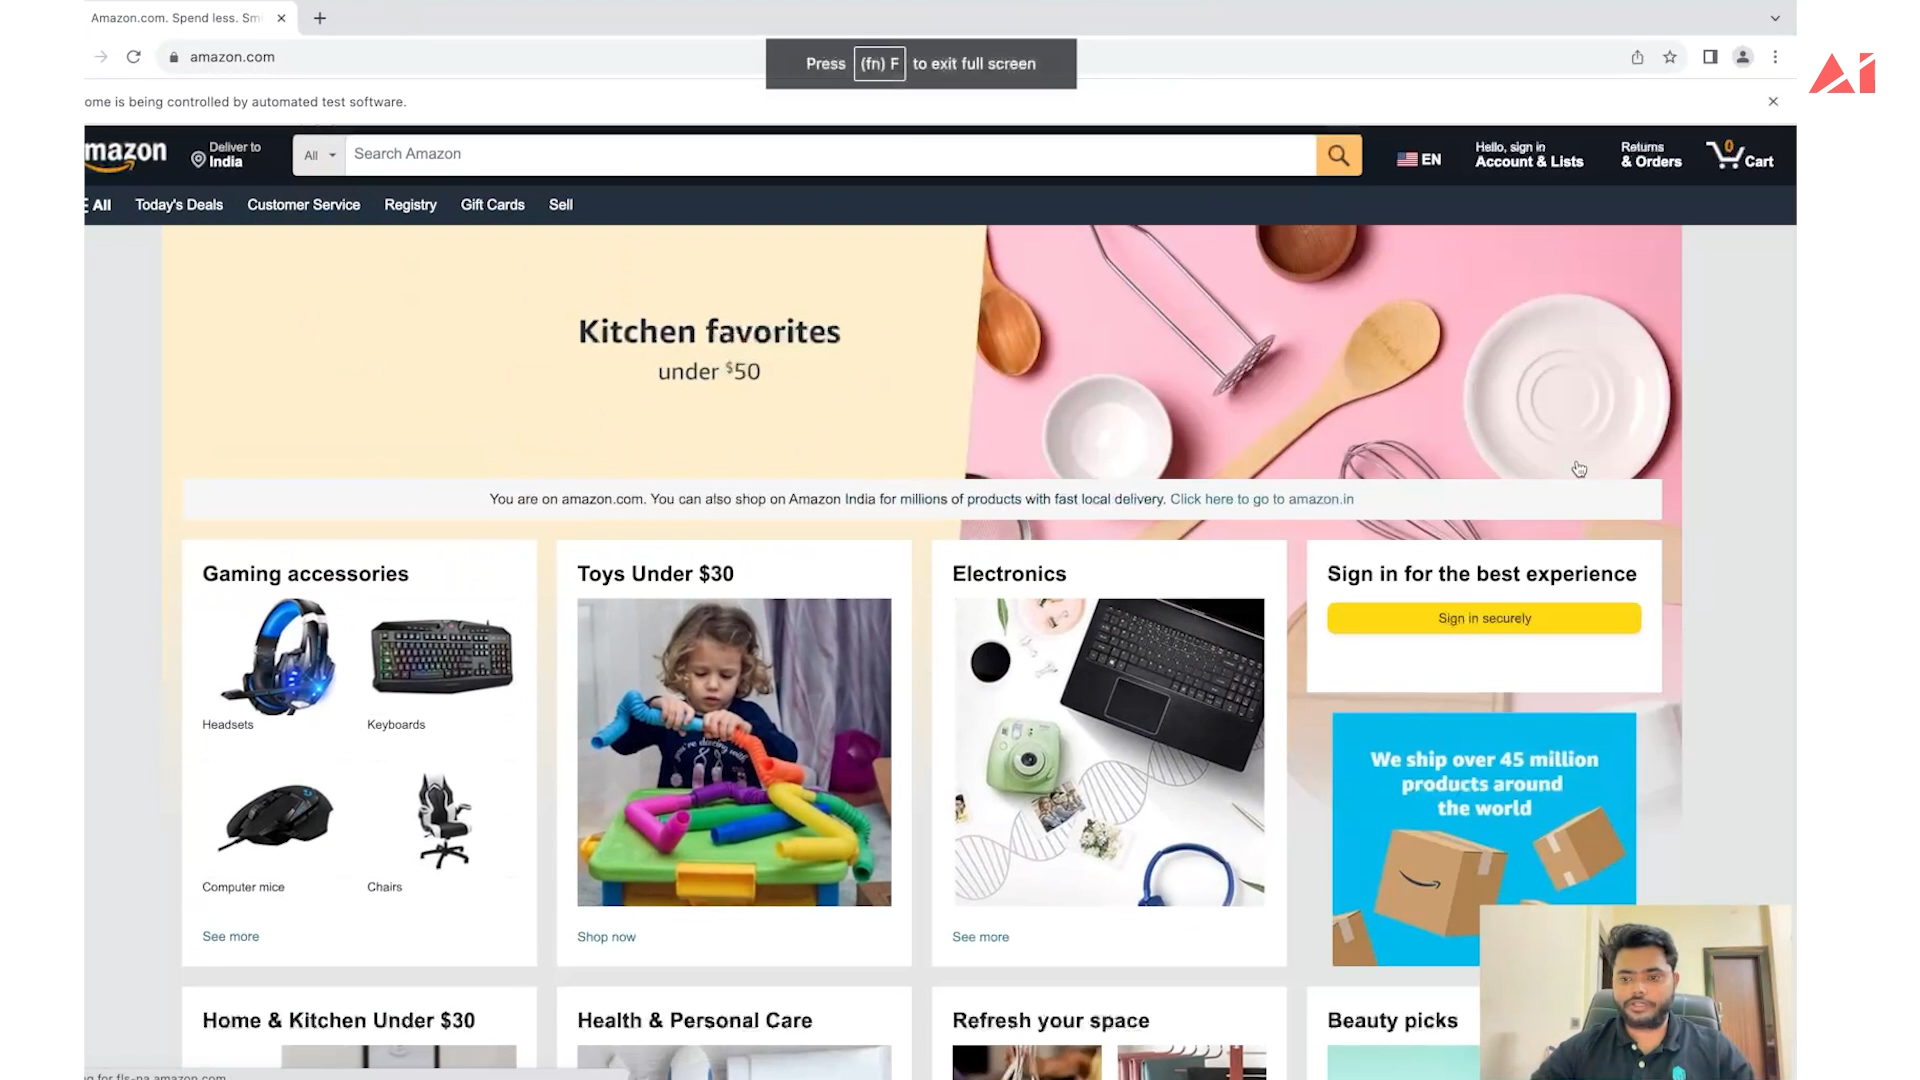 Amazon.com. Spend less. Sm
amazon.com
Press (fn) F to exit full screen
Ai
ome is being controlled by automated test software.
mazon
Deliver to
India
All
Search Amazon
EN
Hello, sign in
Account & Lists
Returns
& Orders
0
Cart
All
Today's Deals
Customer Service
Registry
Gift Cards
Sell
Kitchen favorites
under $50
You are on amazon.com. You can also shop on Amazon India for millions of products with fast local delivery. Click here to go to amazon.in
Gaming accessories
Headsets
Keyboards
Computer mice
Chairs
See more
Toys Under $30
Shop now
Electronics
See more
Sign in for the best experience
Sign in securely
We ship over 45 million
products around
the world
Home & Kitchen Under $30
Health & Personal Care
Refresh your space
Beauty picks
g for fls-na.amazon.com